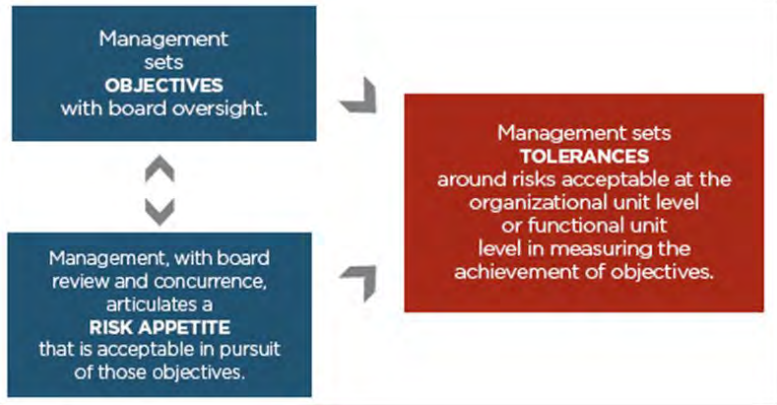 Management
sets
OBJECTIVES
with board oversight.
Management, with board
review and concurrence,
articulates a
RISK APPETITE
that is acceptable in pursuit
of those objectives.
Management sets
TOLERANCES
around risks acceptable at the
organizational unit level
or functional unit
level in measuring the
achievement of objectives.